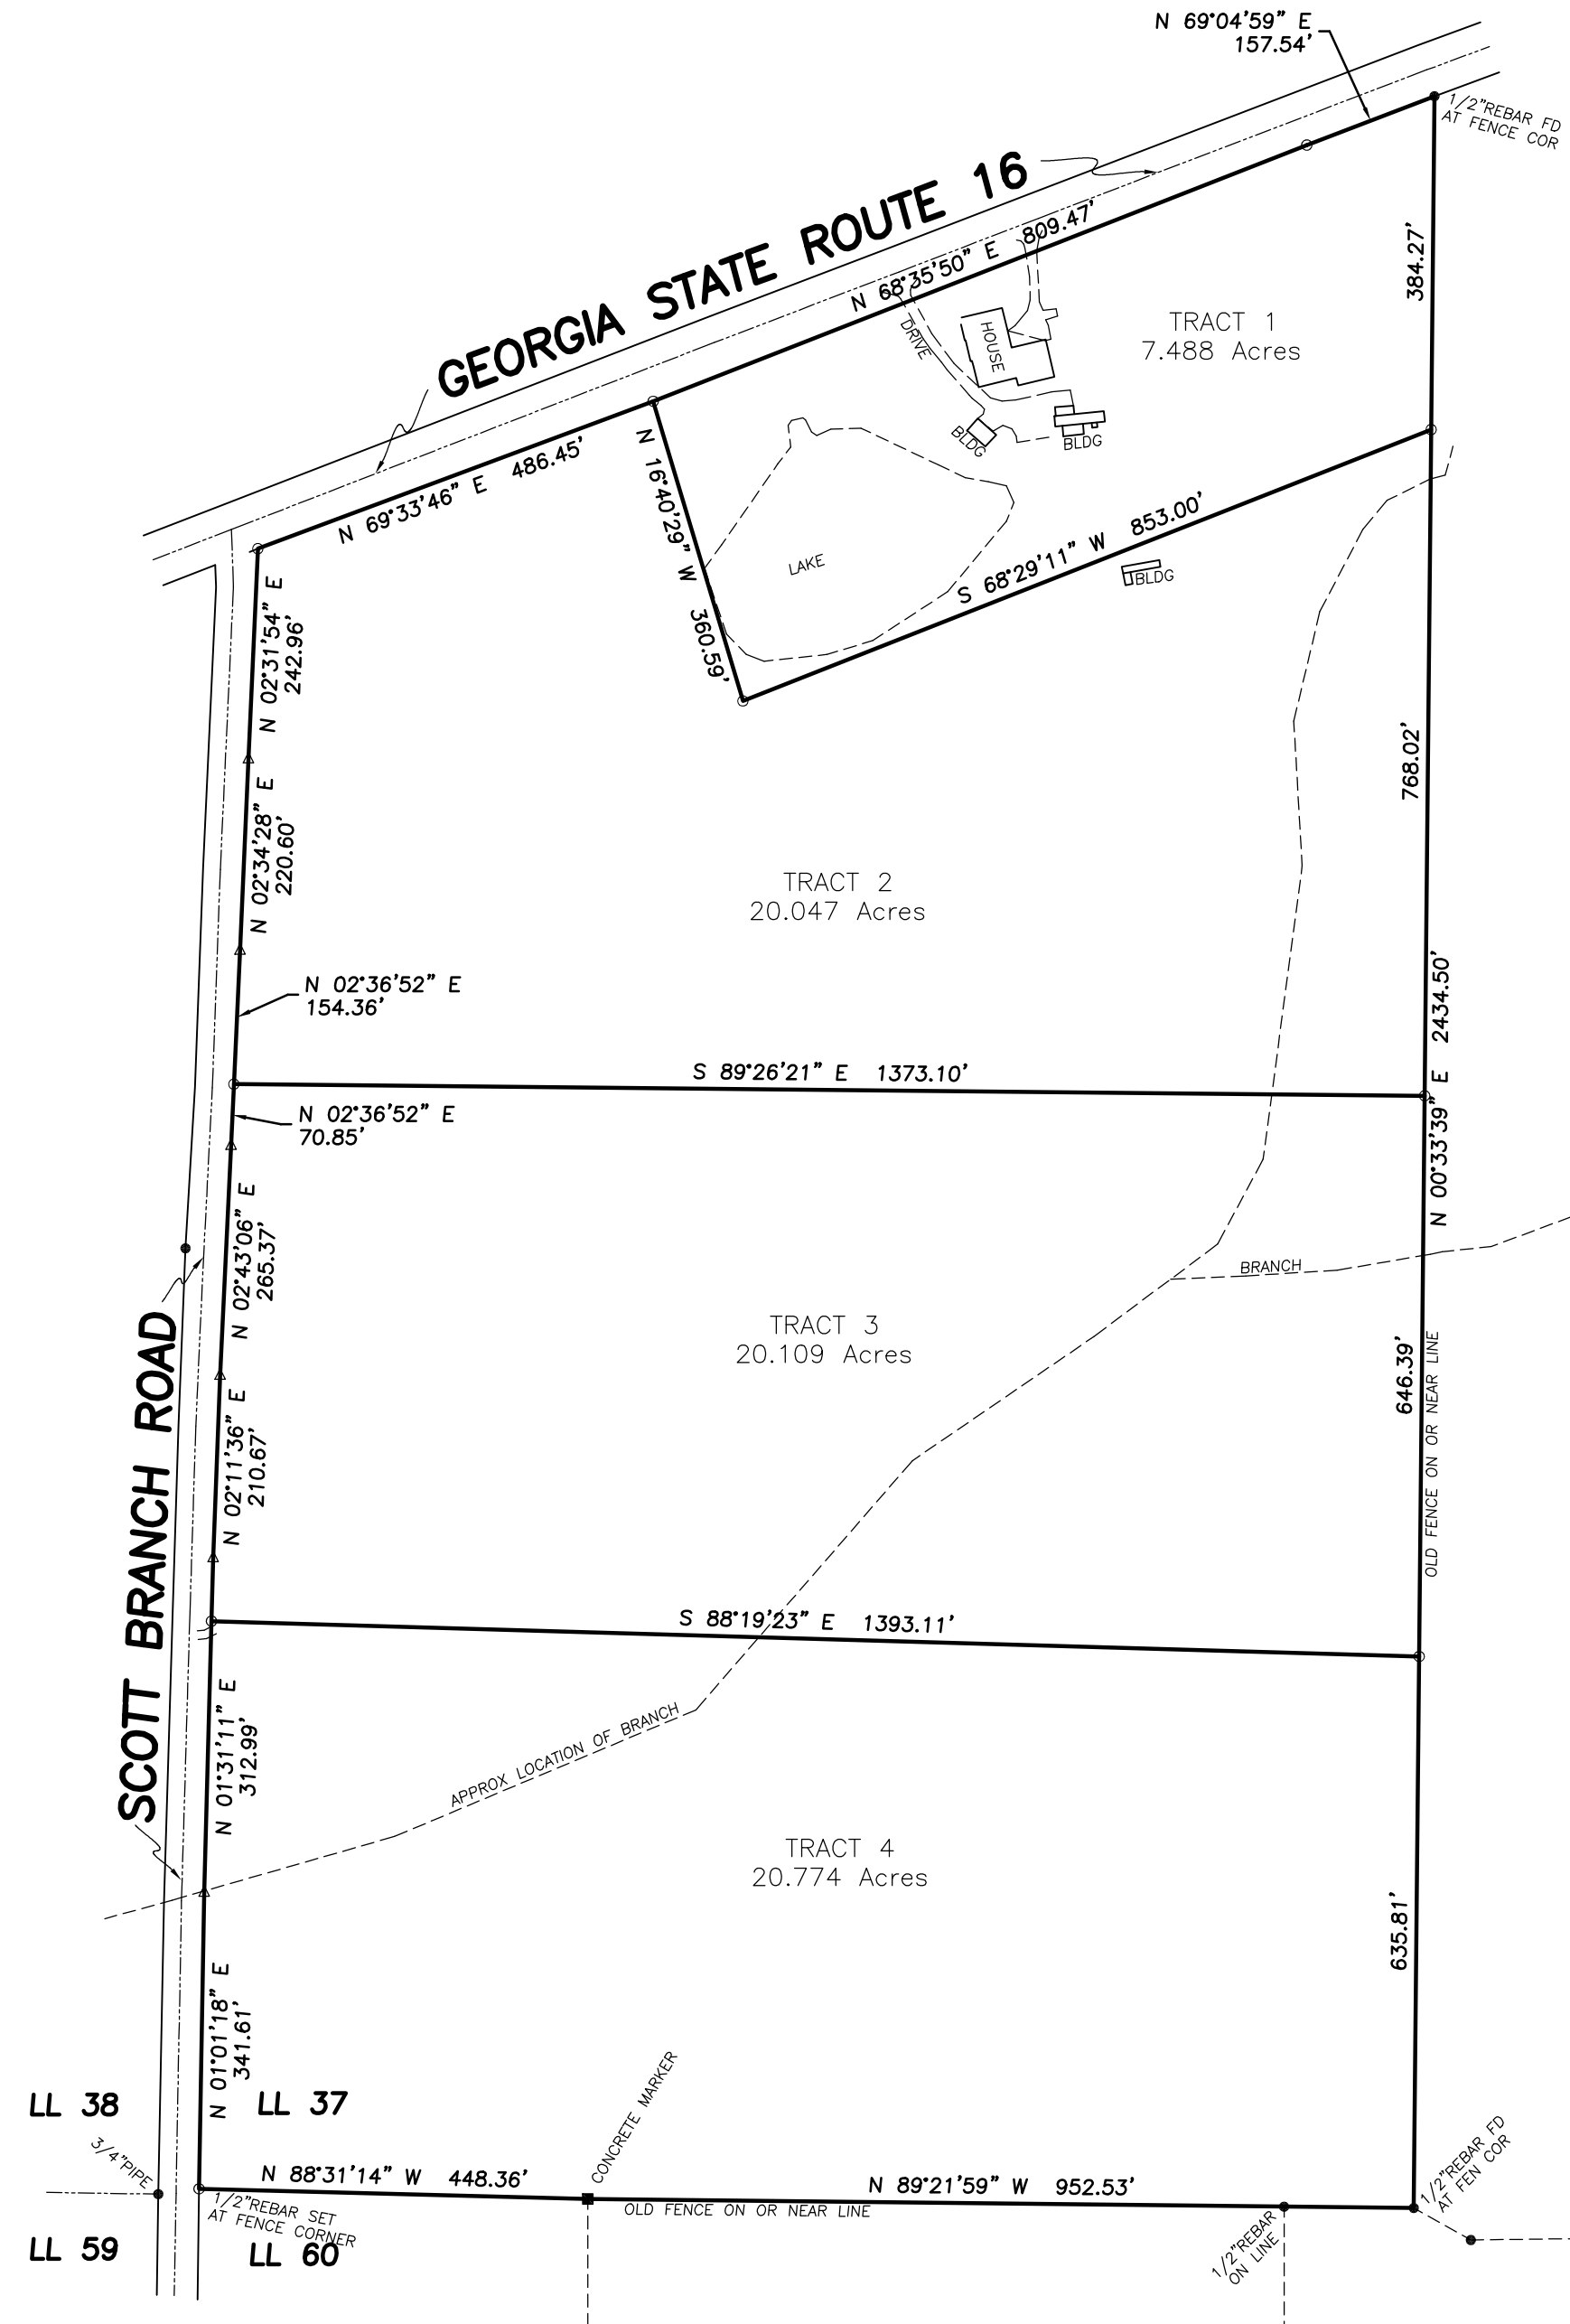 N 69°04'59" E
157.54'
1/2"REBAR FD
AT FENCE COR
GEORGIA STATE ROUTE 16
N 68°35'50" E 809.47'
384.27'
TRACT 1
7.488 Acres
DRIVE
HOUSE
BLDG
BLDG
N 69°33'46" E 486.45'
N 16°40'29" W 360.59'
LAKE
S 68°29'11" W 853.00'
BLDG
N 02°31'54" E
242.96'
768.02'
N 02°34'28" E
220.60'
TRACT 2
20.047 Acres
N 02°36'52" E
154.36'
N 00°33'39" E 2434.50'
S 89°26'21" E 1373.10'
N 02°36'52" E
70.85'
N 02°43'06" E
265.37'
BRANCH
SCOTT BRANCH ROAD
TRACT 3
20.109 Acres
646.39'
OLD FENCE ON OR NEAR LINE
N 02°11'36" E
210.67'
S 88°19'23" E 1393.11'
N 01°31'11" E
312.99'
APPROX LOCATION OF BRANCH
TRACT 4
20.774 Acres
635.81'
N 01°01'18" E
341.61'
LL 38
LL 37
3/4"PIPE
CONCRETE MARKER
N 88°31'14" W 448.36'
N 89°21'59" W 952.53'
1/2"REBAR FD
AT FEN COR
1/2"REBAR SET
AT FENCE CORNER
OLD FENCE ON OR NEAR LINE
1/2"REBAR
ON LINE
LL 59
LL 60